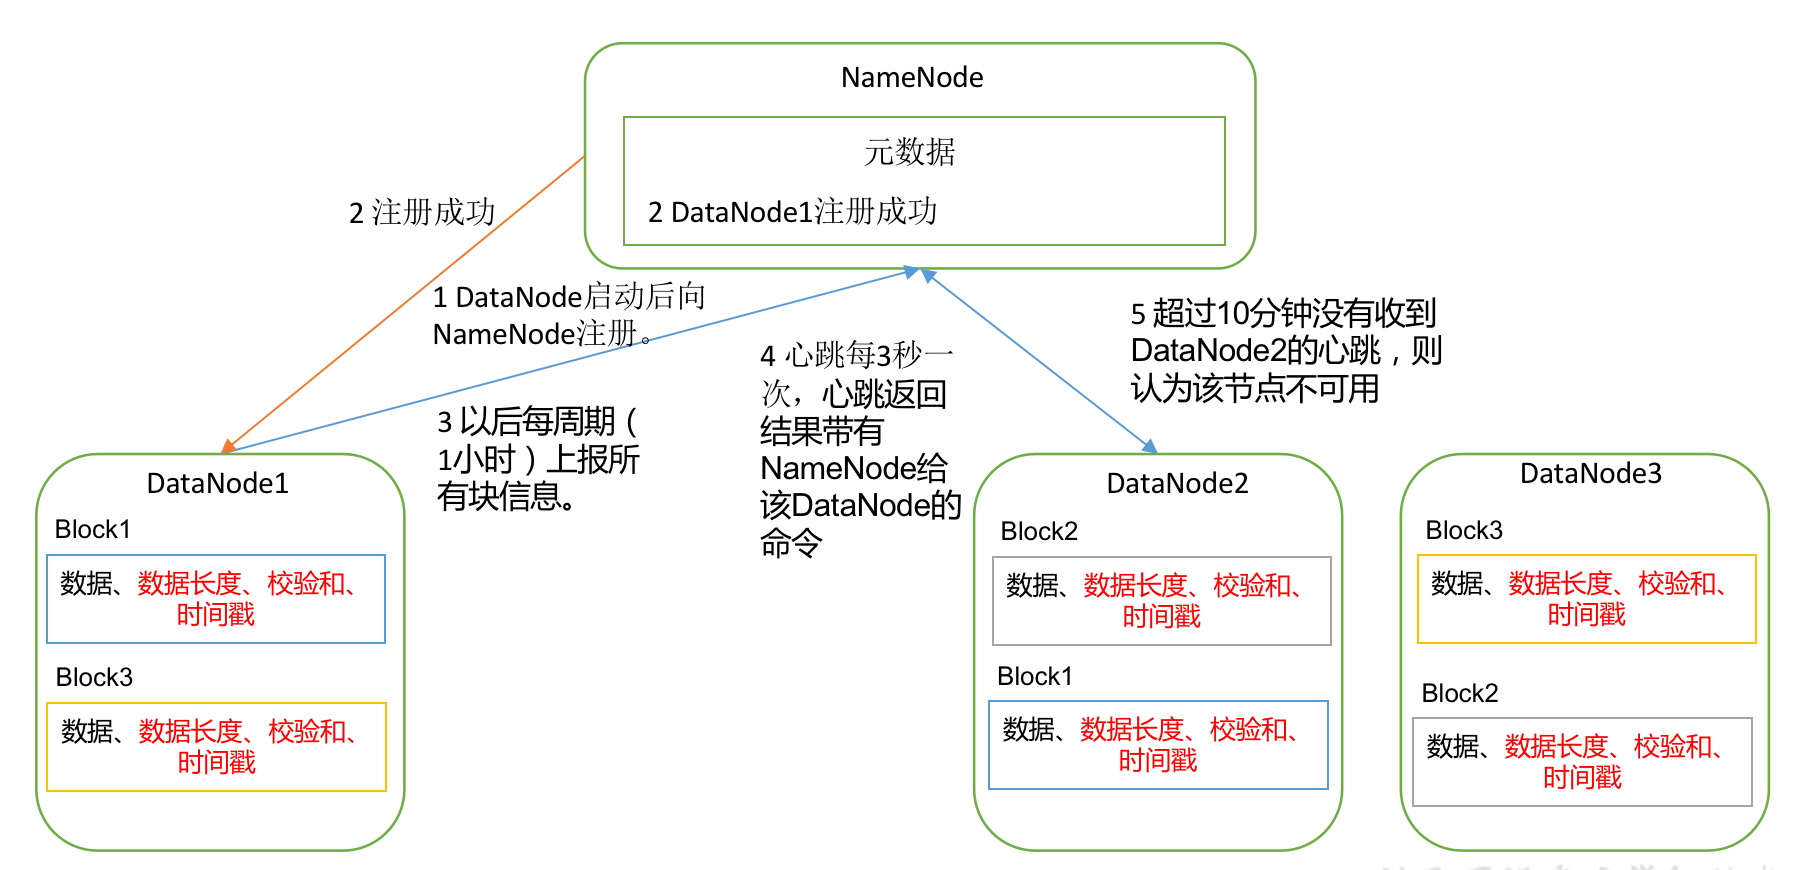 NameNode
元数据
2 DataNode1注册成功
2 注册成功
1 DataNode启动后向
NameNode注册。
3 以后每周期（
1小时）上报所
有块信息。
4 心跳每3秒一
次，心跳返回
结果带有
NameNode给
该DataNode的
命令
5 超过10分钟没有收到
DataNode2的心跳，则
认为该节点不可用
DataNode1
Block1
数据、数据长度、校验和、
时间戳
Block3
数据、数据长度、校验和、
时间戳
DataNode2
Block2
数据、数据长度、校验和、
时间戳
Block1
数据、数据长度、校验和、
时间戳
DataNode3
Block3
数据、数据长度、校验和、
时间戳
Block2
数据、数据长度、校验和、
时间戳